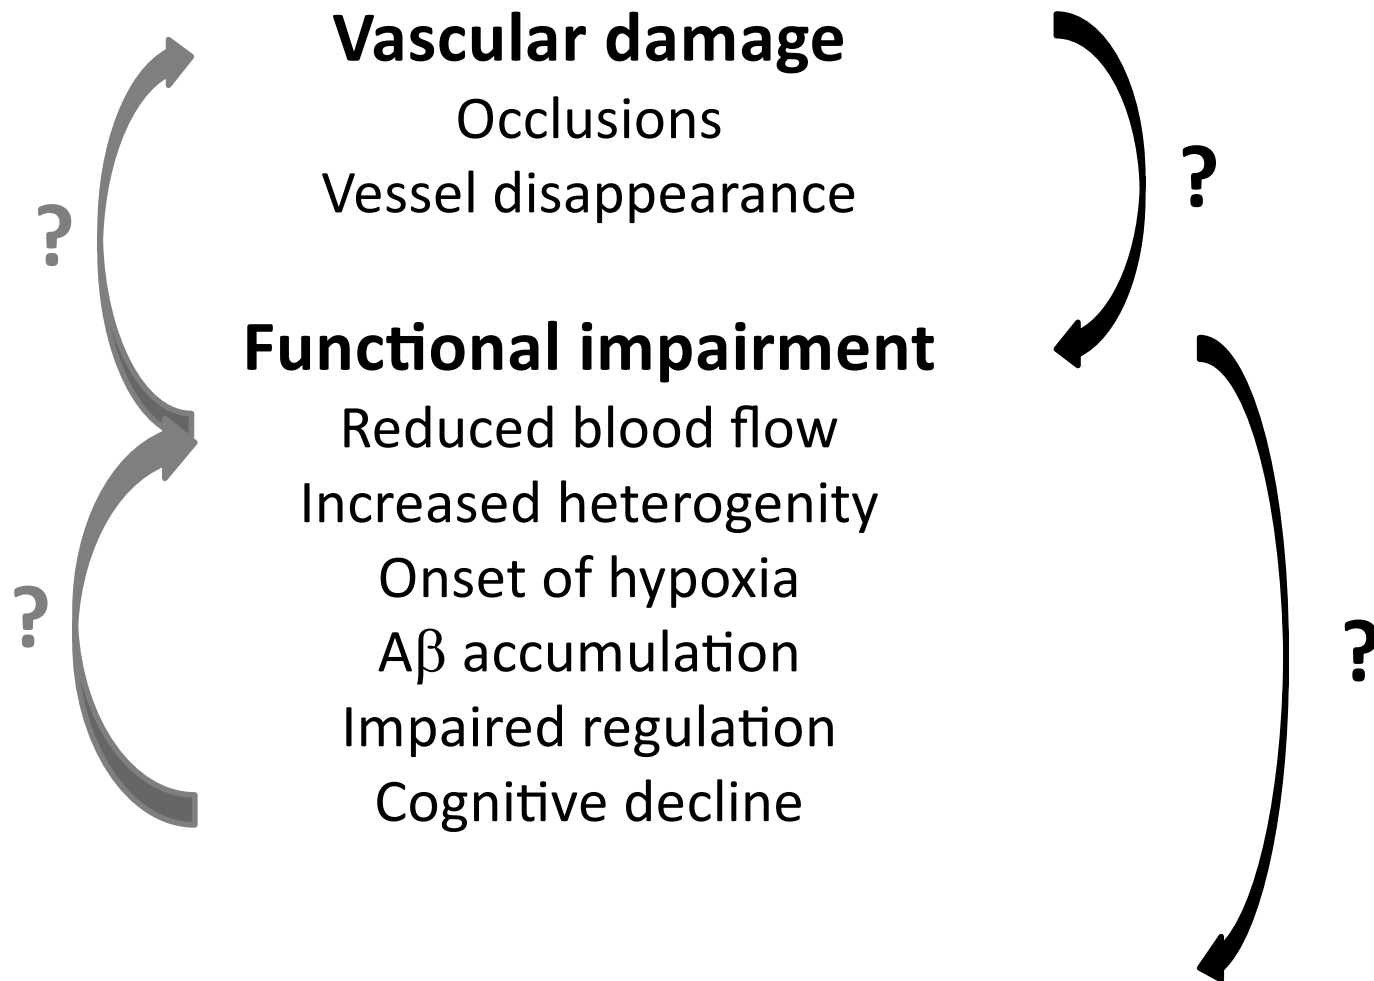 Vascular damage
Occlusions
?
Vessel disappearance
?
Functional impairment
Reduced blood flow
Increased heterogenity
Onset of hypoxia
?
Aβ accumulation
?
Impaired regulation
Cognitive decline